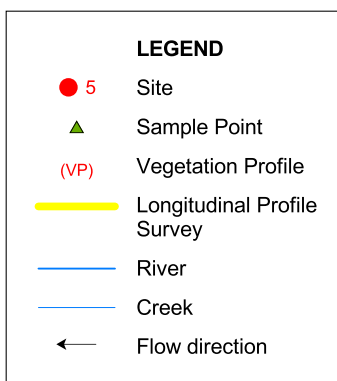 LEGEND
5 Site
Sample Point
(VP) Vegetation Profile
Longitudinal Profile
Survey
River
Creek
Flow direction